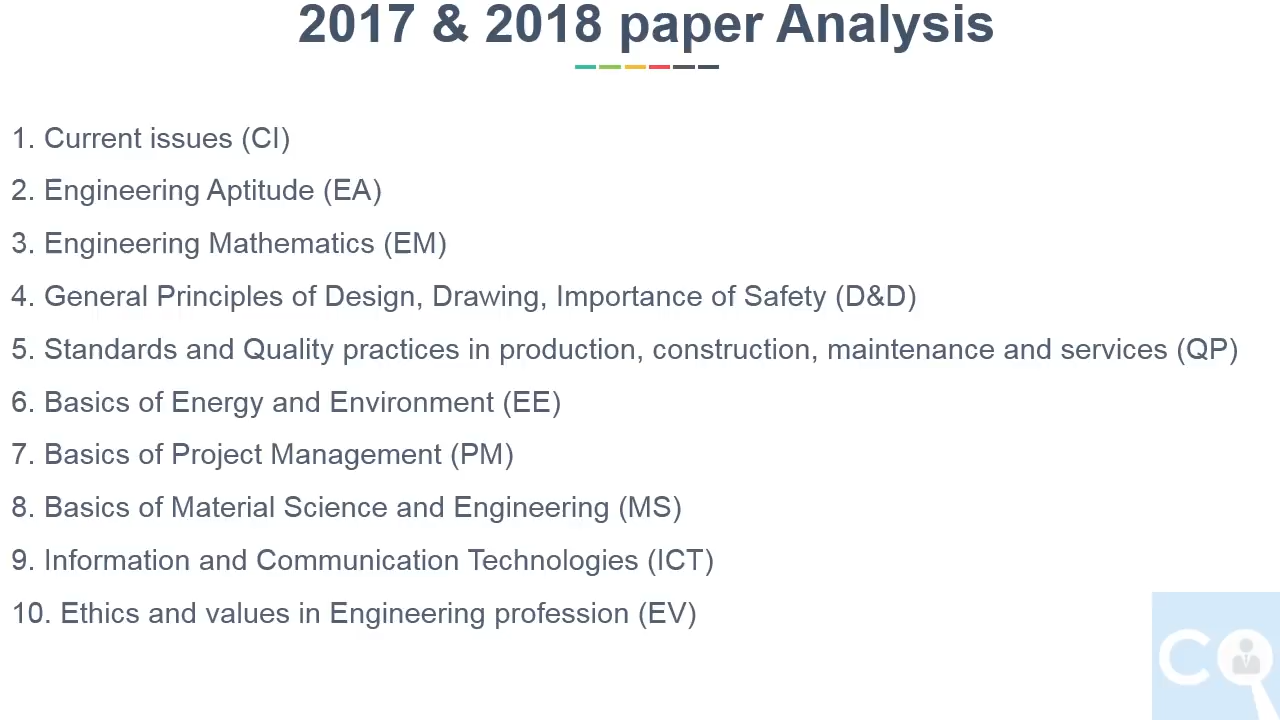 2017 & 2018 paper Analysis
1. Current issues (CI)
2. Engineering Aptitude (EA)
3. Engineering Mathematics (EM)
4. General Principles of Design, Drawing, Importance of Safety (D&D)
5. Standards and Quality practices in production, construction, maintenance and services (QP)
6. Basics of Energy and Environment (EE)
7. Basics of Project Management (PM)
8. Basics of Material Science and Engineering (MS)
9. Information and Communication Technologies (ICT)
10. Ethics and values in Engineering profession (EV)
CQ